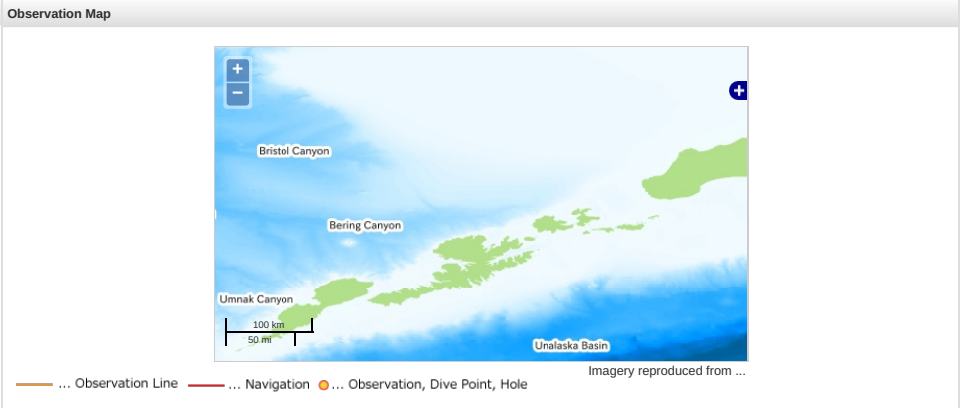 Observation Map
+
−
+
Bristol Canyon
Bering Canyon
Umnak Canyon
100 km
50 mi
Unalaska Basin
Imagery reproduced from ...
... Observation Line ... Navigation ... Observation, Dive Point, Hole